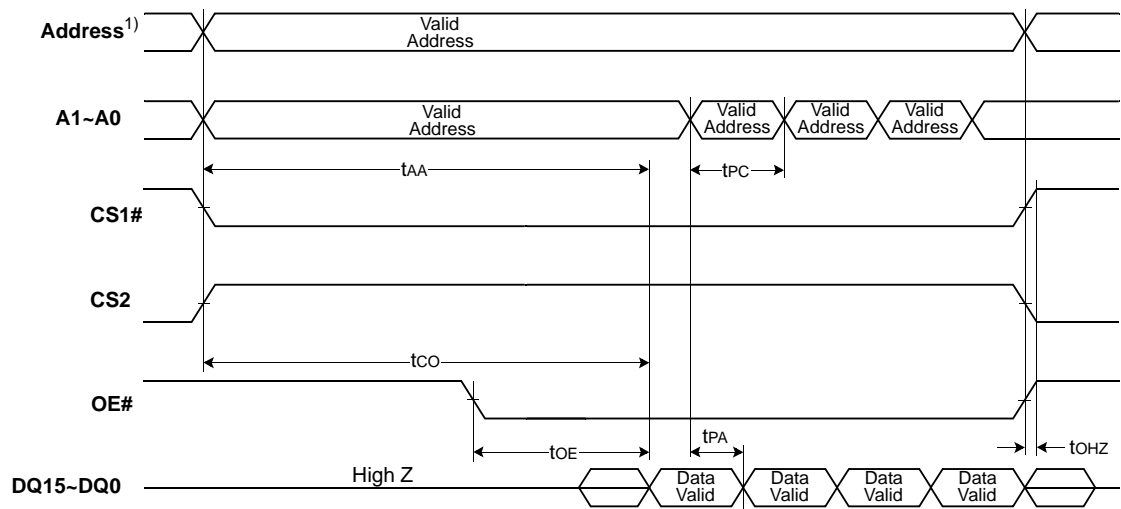 Address1)
Valid
Address
A1~A0
Valid
Address
Valid
Address
Valid
Address
Valid
Address
tAA
tPC
CS1#
CS2
tCO
OE#
tOE
tPA
tOHZ
DQ15~DQ0
High Z
Data
Valid
Data
Valid
Data
Valid
Data
Valid